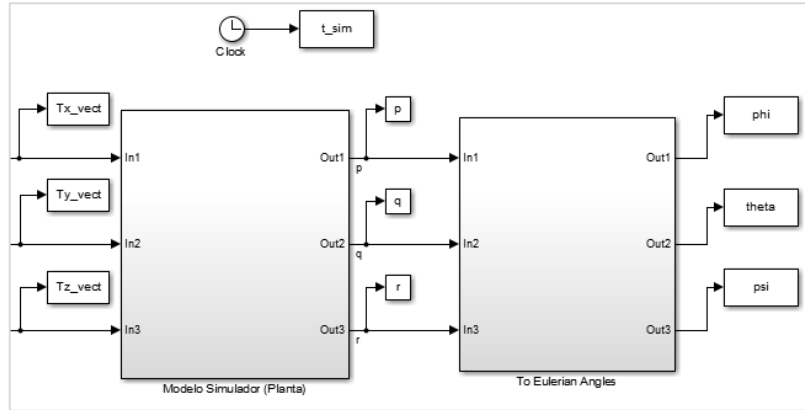 t_sim
Clock
Tx_vect
p
phi
In1
Out1
p
In1
Out1
Ty_vect
q
theta
In2
Out2
q
In2
Out2
Tz_vect
r
psi
In3
Out3
r
In3
Out3
Modelo Simulador (Planta)
To Eulerian Angles